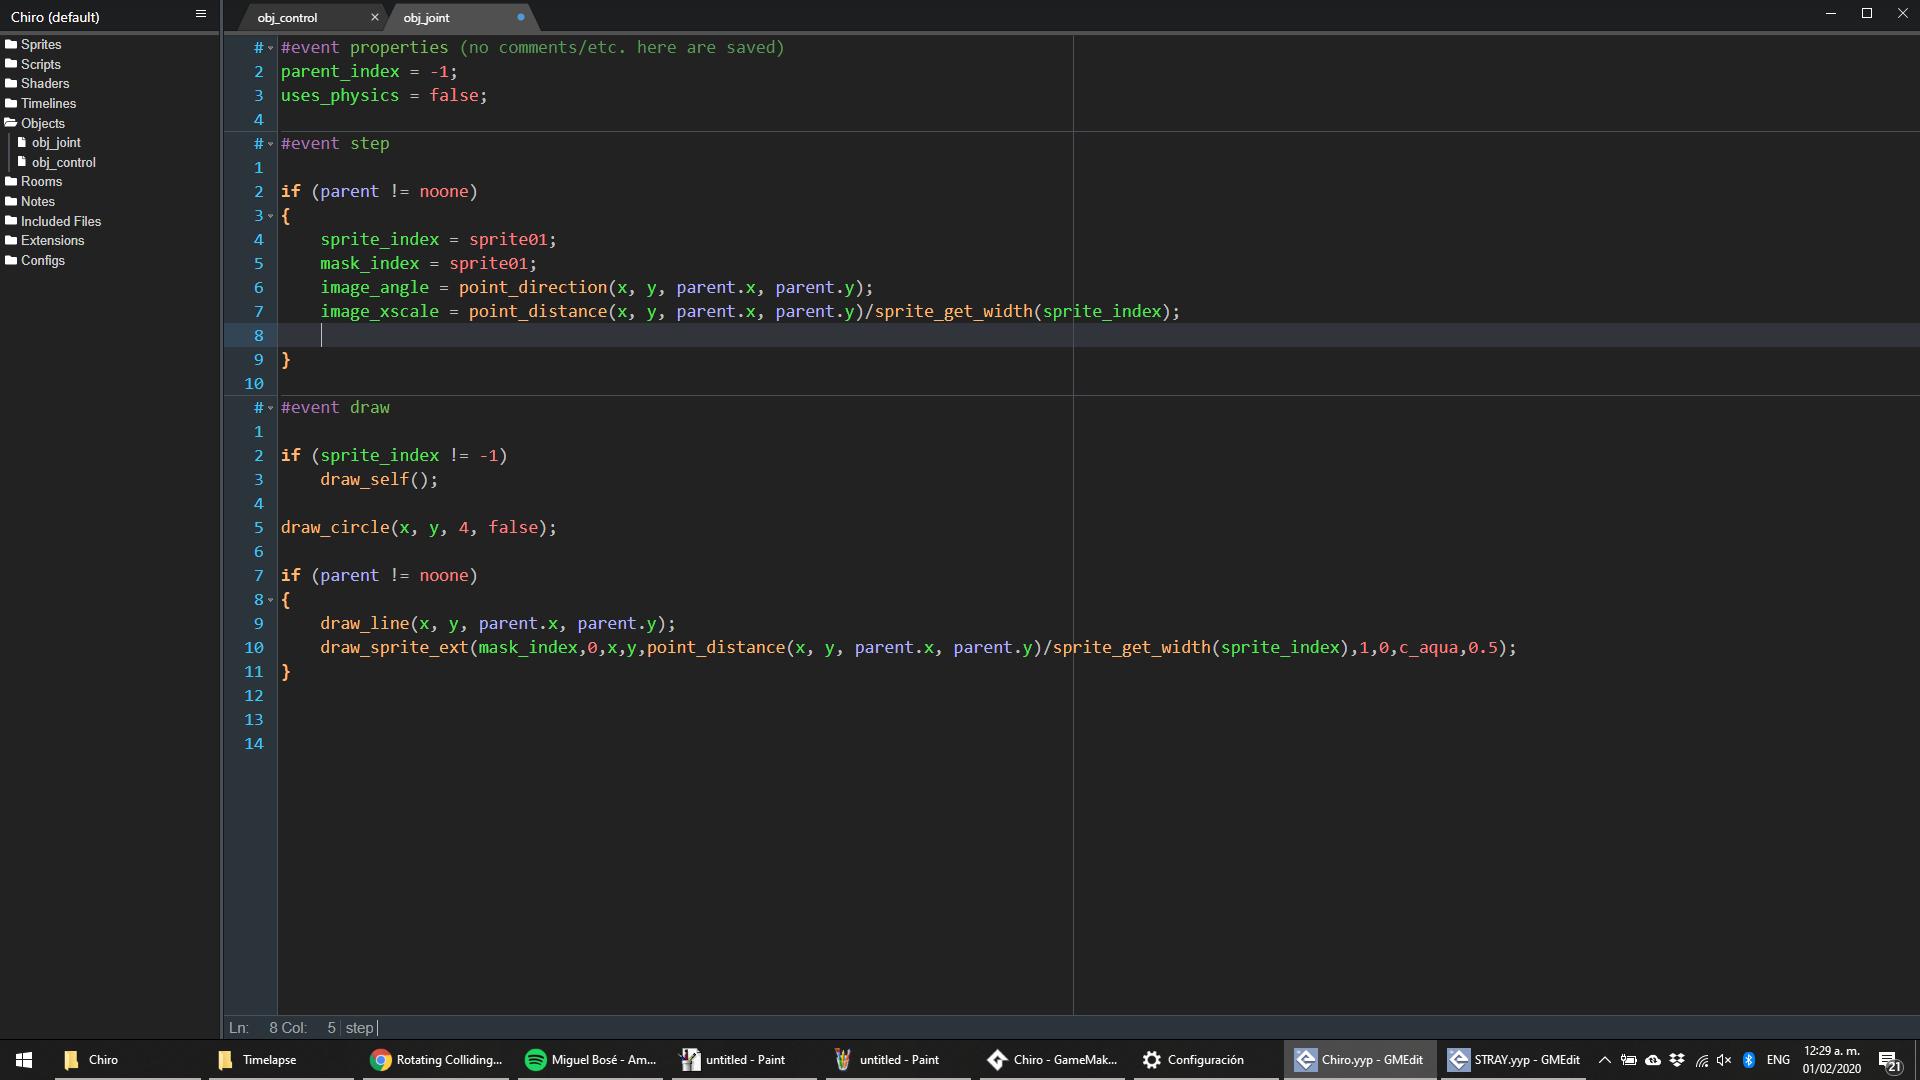 Chiro (default)
obj_control
obj_joint
Sprites
Scripts
Shaders
Timelines
Objects
obj_joint
obj_control
Rooms
Notes
Included Files
Extensions
Configs
# #event properties (no comments/etc. here are saved)
2 parent_index = -1;
3 uses_physics = false;
4
# #event step
1
2 if (parent != noone)
3 {
4 sprite_index = sprite01;
5 mask_index = sprite01;
6 image_angle = point_direction(x, y, parent.x, parent.y);
7 image_xscale = point_distance(x, y, parent.x, parent.y)/sprite_get_width(sprite_index);
8
9 }
10
# #event draw
1
2 if (sprite_index != -1)
3 draw_self();
4
5 draw_circle(x, y, 4, false);
6
7 if (parent != noone)
8 {
9 draw_line(x, y, parent.x, parent.y);
10 draw_sprite_ext(mask_index,0,x,y,point_distance(x, y, parent.x, parent.y)/sprite_get_width(sprite_index),1,0,c_aqua,0.5);
11 }
12
13
14
Ln: 8 Col: 5 step
Chiro
Timelapse
Rotating Colliding...
Miguel Bosé - Am...
untitled - Paint
untitled - Paint
Chiro - GameMak...
Configuración
Chiro.yyp - GMEdit
STRAY.yyp - GMEdit
ENG
12:29 a. m.
01/02/2020
21